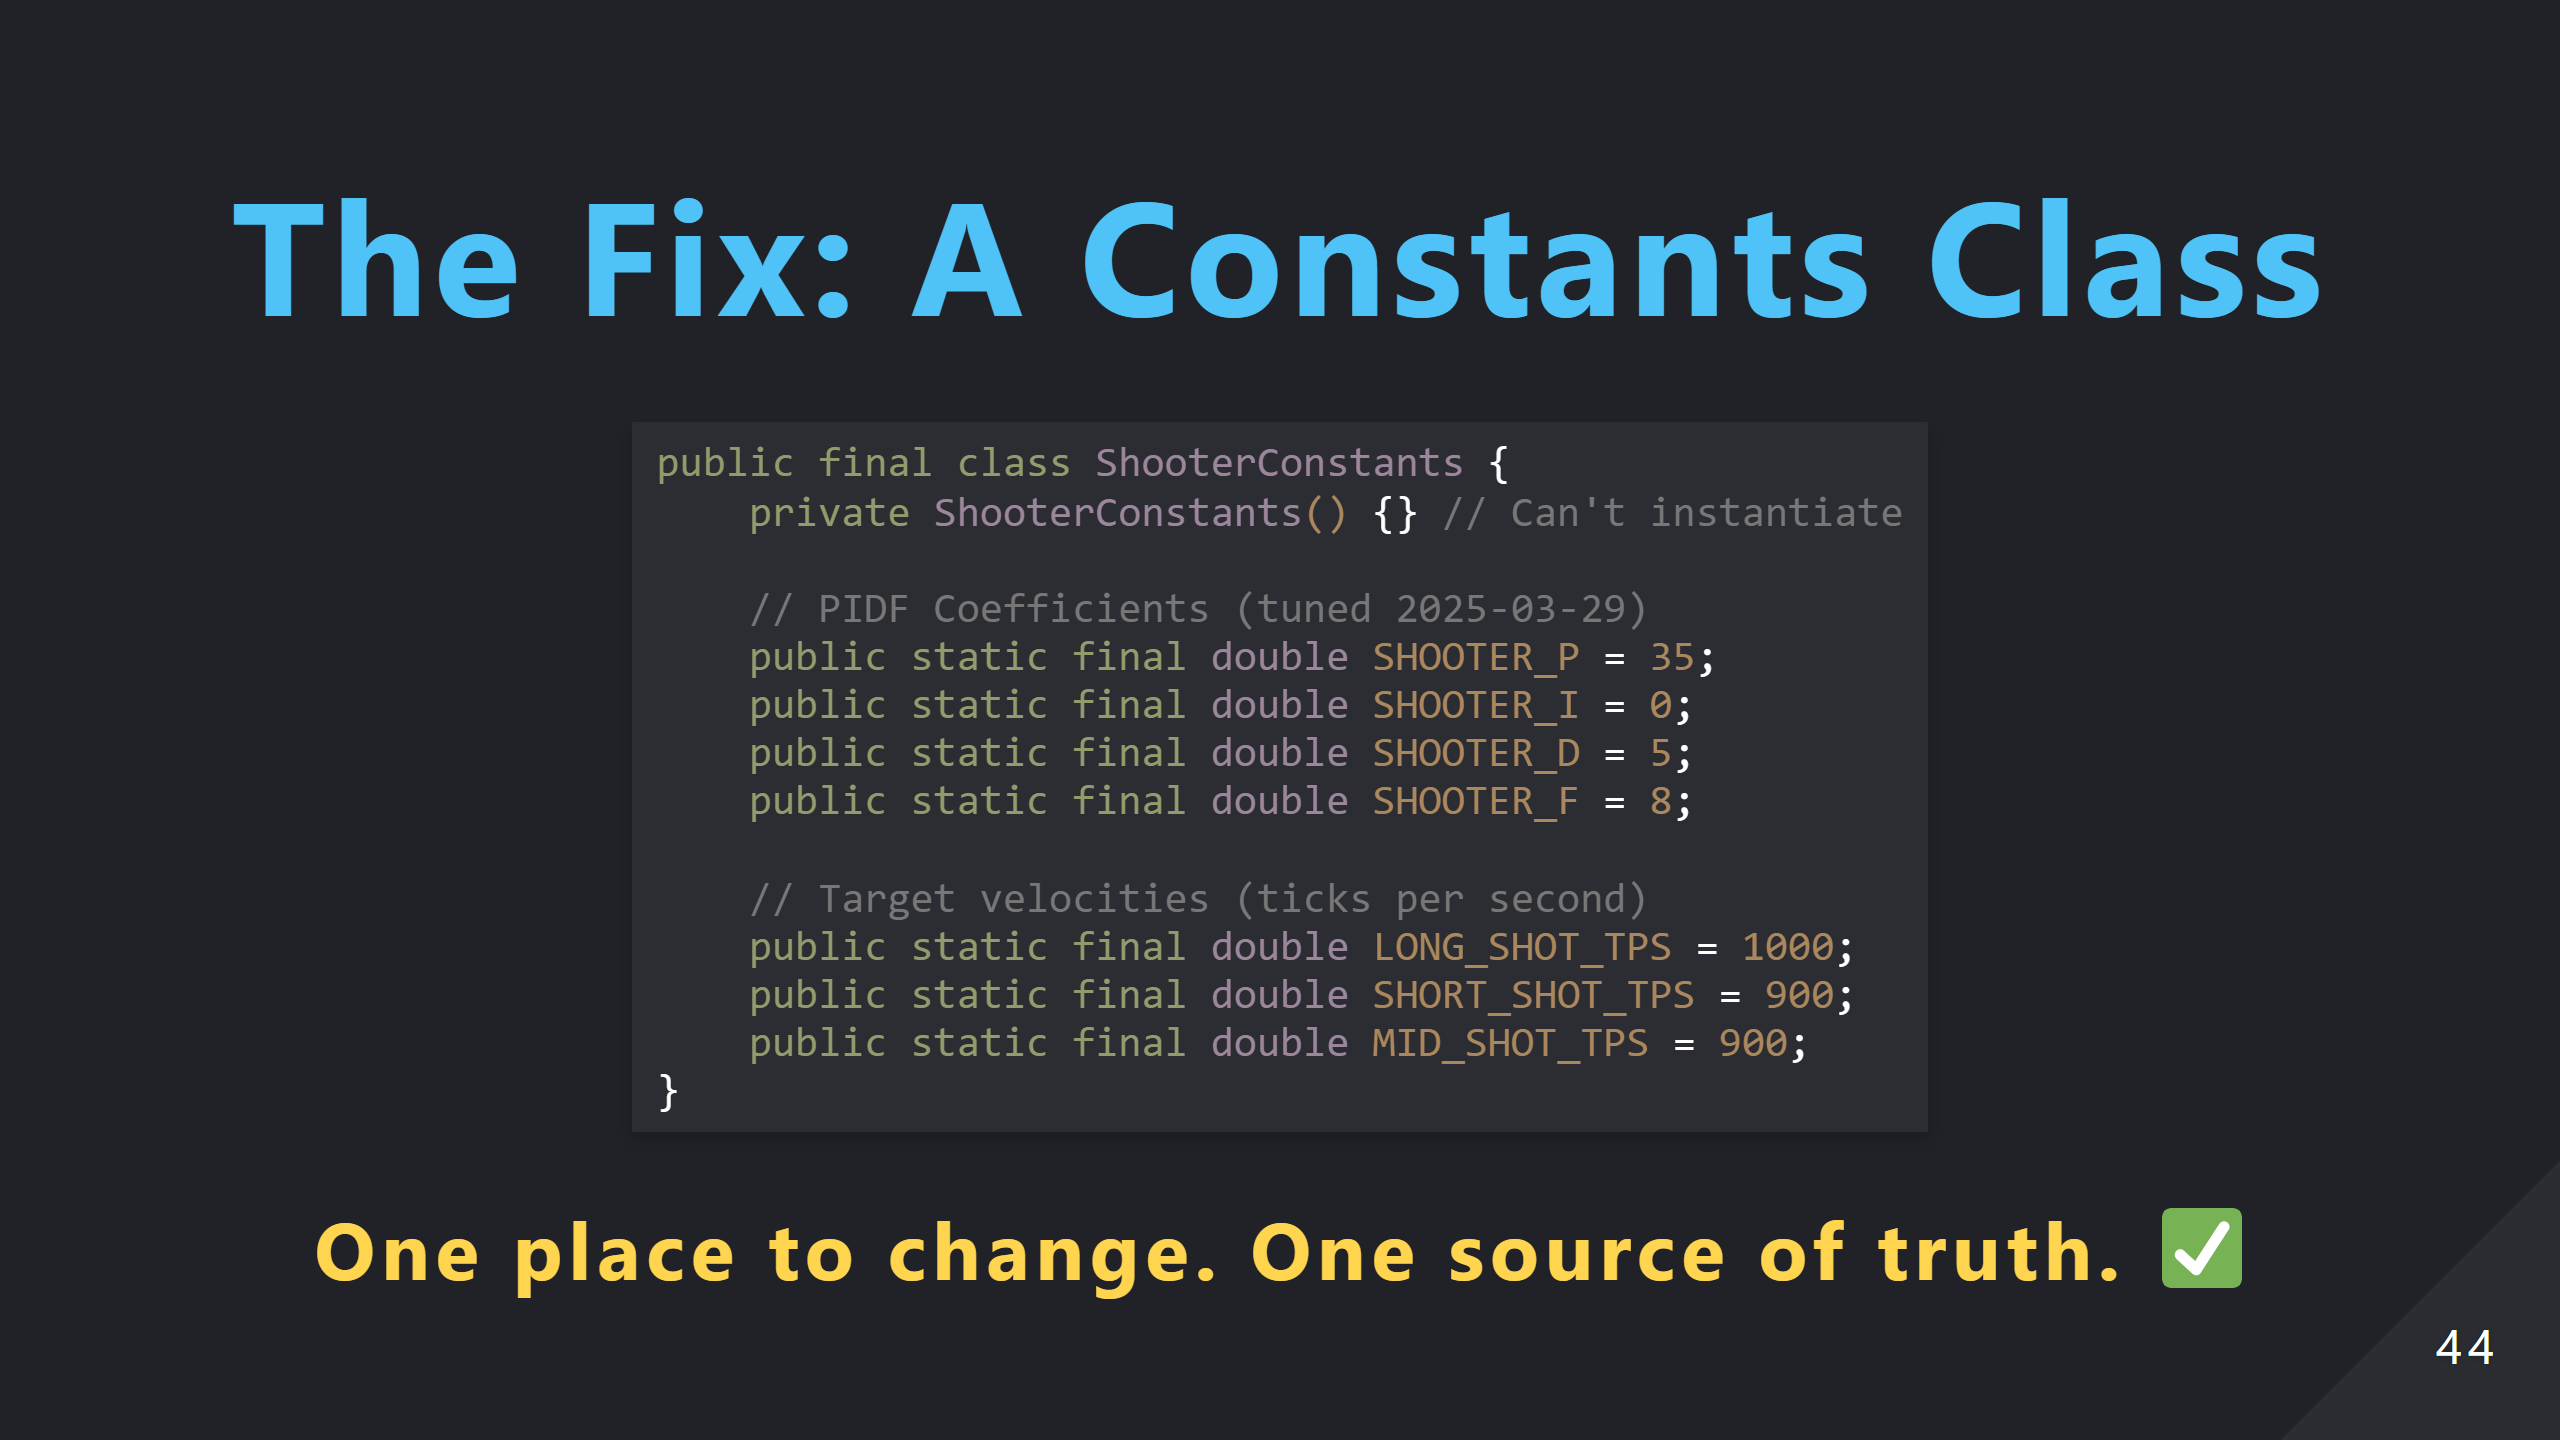 The Fix: A Constants Class
public final class ShooterConstants {
    private ShooterConstants() {} // Can't instantiate
    // PIDF Coefficients (tuned 2025-03-29)
    public static final double SHOOTER_P = 35;
    public static final double SHOOTER_I = 0;
    public static final double SHOOTER_D = 5;
    public static final double SHOOTER_F = 8;
    // Target velocities (ticks per second)
    public static final double LONG_SHOT_TPS = 1000;
    public static final double SHORT_SHOT_TPS = 900;
    public static final double MID_SHOT_TPS = 900;
}
One place to change. One source of truth. ✅
44